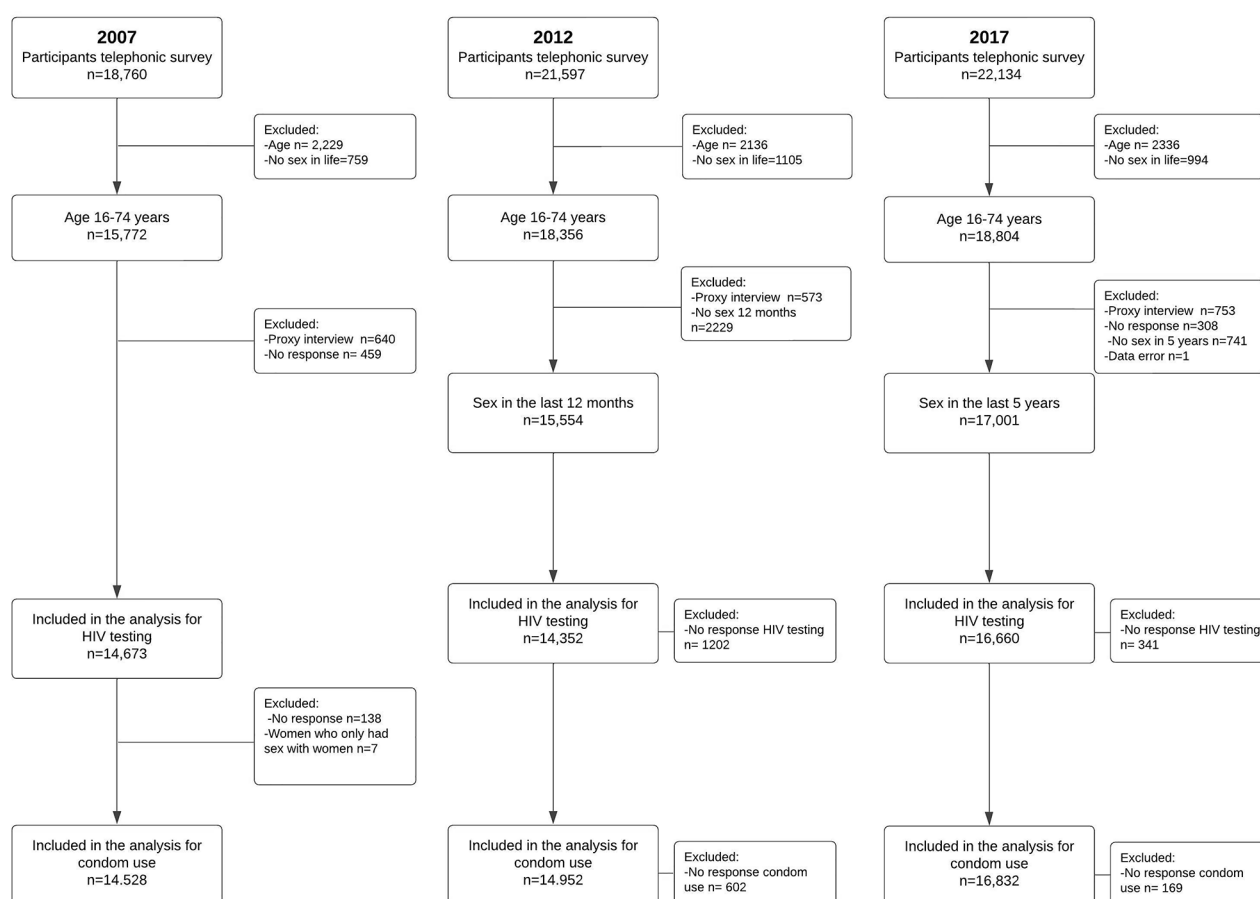 2007
Participants telephonic survey
n=18,760
Excluded:
-Age n= 2,229
-No sex in life=759
Age 16-74 years
n=15,772
Excluded:
-Proxy interview  n=640
-No response n= 459
Included in the analysis for
HIV testing
n=14,673
Excluded:
-No response n=138
-Women who only had
sex with women n=7
Included in the analysis for
condom use
n=14.528
2012
Participants telephonic survey
n=21,597
Excluded:
-Age n= 2136
-No sex in life=1105
Age 16-74 years
n=18,356
Excluded:
-Proxy interview  n=573
-No sex 12 months
n=2229
Sex in the last 12 months
n=15,554
Included in the analysis for
HIV testing
n=14,352
Excluded:
-No response HIV testing
n= 1202
Included in the analysis for
condom use
n=14.952
Excluded:
-No response condom
use n= 602
2017
Participants telephonic survey
n=22,134
Excluded:
-Age n= 2336
-No sex in life=994
Age 16-74 years
n=18,804
Excluded:
-Proxy interview  n=753
-No response n=308
-No sex in 5 years n=741
-Data error n=1
Sex in the last 5 years
n=17,001
Included in the analysis for
HIV testing
n=16,660
Excluded:
-No response HIV testing
n= 341
Included in the analysis for
condom use
n=16,832
Excluded:
-No response condom
use n= 169